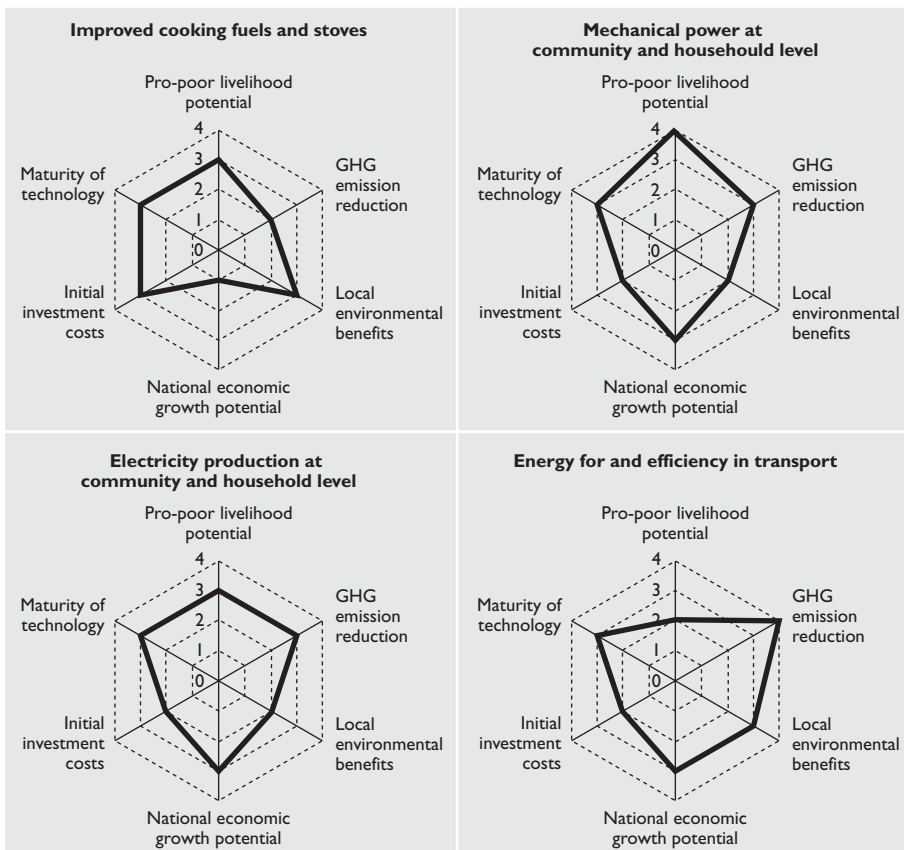 Improved cooking fuels and stoves
Pro-poor livelihood
potential
4
3
2
1
0
GHG
emission
reduction
Maturity of
technology
Initial
investment
costs
Local
environmental
benefits
National economic
growth potential
Mechanical power at
community and househould level
Pro-poor livelihood
potential
4
3
2
1
0
GHG
emission
reduction
Maturity of
technology
Initial
investment
costs
Local
environmental
benefits
National economic
growth potential
Electricity production at
community and household level
Pro-poor livelihood
potential
4
3
2
1
0
GHG
emission
reduction
Maturity of
technology
Initial
investment
costs
Local
environmental
benefits
National economic
growth potential
Energy for and efficiency in transport
Pro-poor livelihood
potential
4
3
2
1
0
GHG
emission
reduction
Maturity of
technology
Initial
investment
costs
Local
environmental
benefits
National economic
growth potential